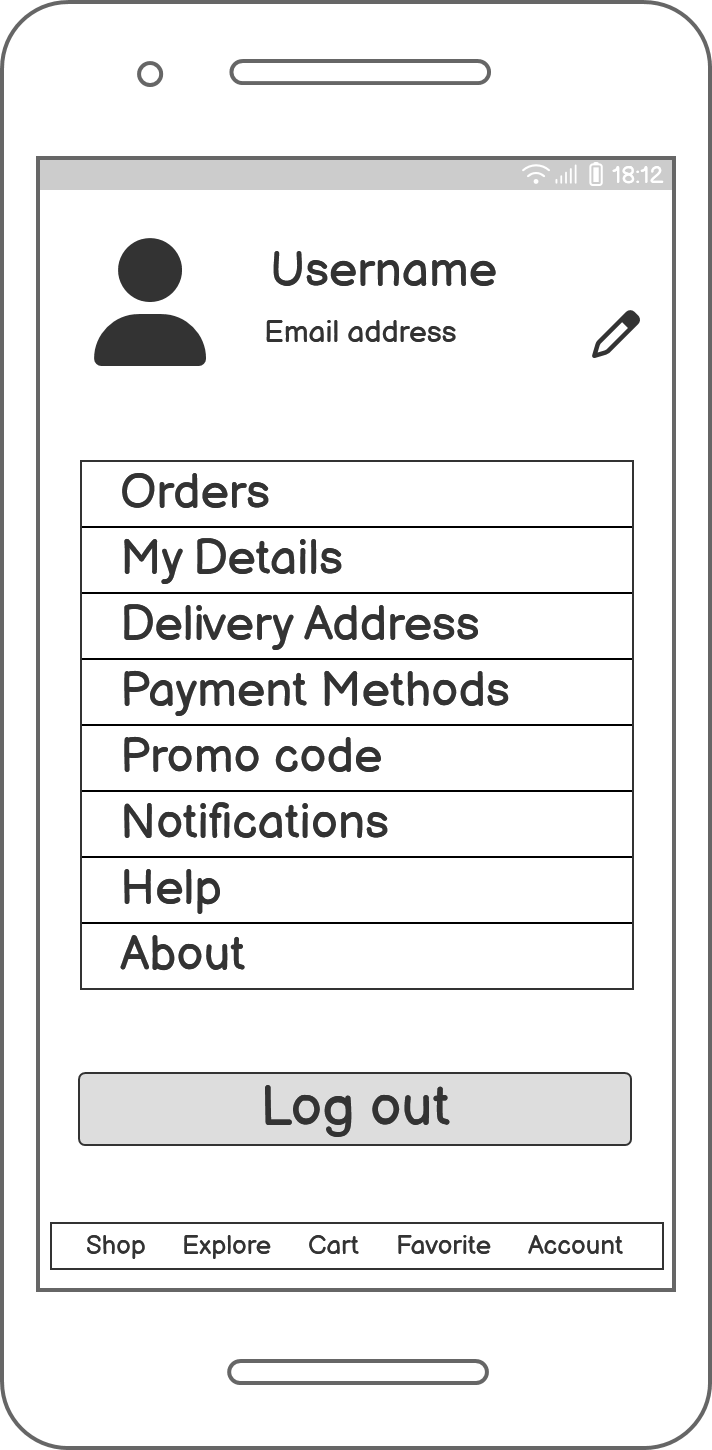 18:12
Username
Email address
Orders
My Details
Delivery Address
Payment Methods
Promo code
Notifications
Help
About
Log out
Shop Explore Cart Favorite Account